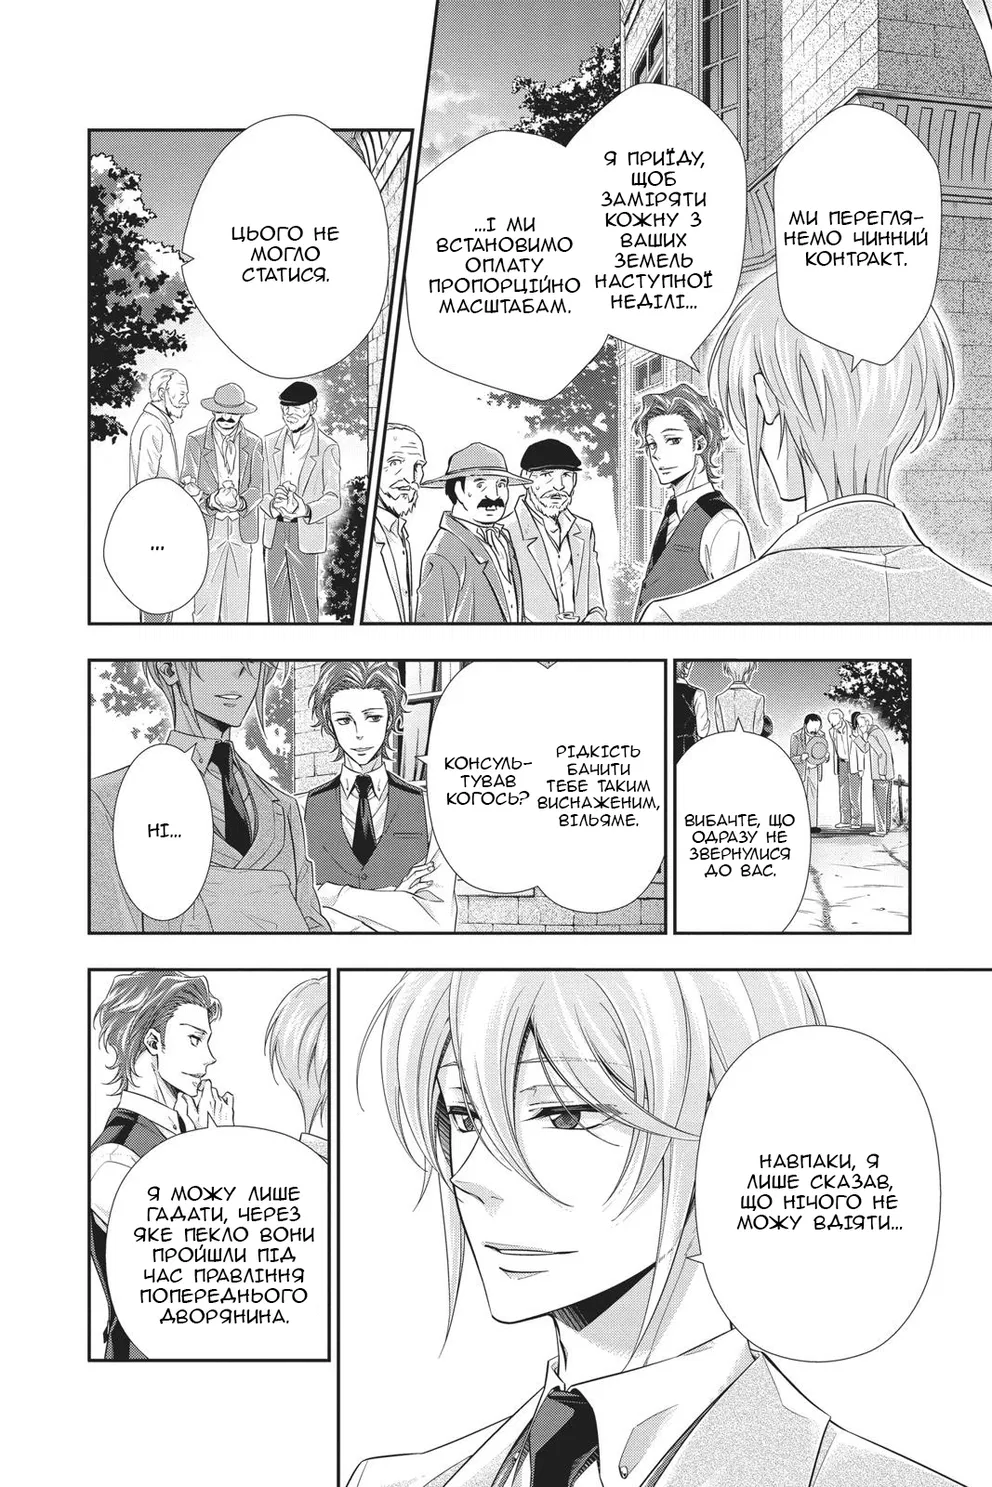 МИ ПЕРЕГЛЯ-
НЕМО ЧИННИЙ
КОНТРАКТ.
Я ПРИЇДУ,
ЩОБ
ЗАМІРЯТИ
КОЖНУ З
ВАШИХ
ЗЕМЕЛЬ
НАСТУПНОЇ
НЕДІЛІ...
...І МИ
ВСТАНОВИМО
ОПЛАТУ
ПРОПОРЦІЙНО
МАСШТАБАМ.
ЦЬОГО НЕ
МОГЛО
СТАТИСЯ.
...
ВИБАЧТЕ, ЩО
ОДРАЗУ НЕ
ЗВЕРНУЛИСЯ
ДО ВАС.
РІДКІСТЬ
БАЧИТИ
ТЕБЕ ТАКИМ
ВИСНАЖЕНИМ,
ВІЛЬЯМЕ.
КОНСУЛЬ-
ТУВАВ
КОГОСЬ?
НІ...
НАВПАКИ, Я
ЛИШЕ СКАЗАВ,
ЩО НІЧОГО НЕ
МОЖУ ВДІЯТИ...
Я МОЖУ ЛИШЕ
ГАДАТИ, ЧЕРЕЗ
ЯКЕ ПЕКЛО ВОНИ
ПРОЙШЛИ ПІД
ЧАС ПРАВЛІННЯ
ПОПЕРЕДНЬОГО
ДВОРЯНИНА.